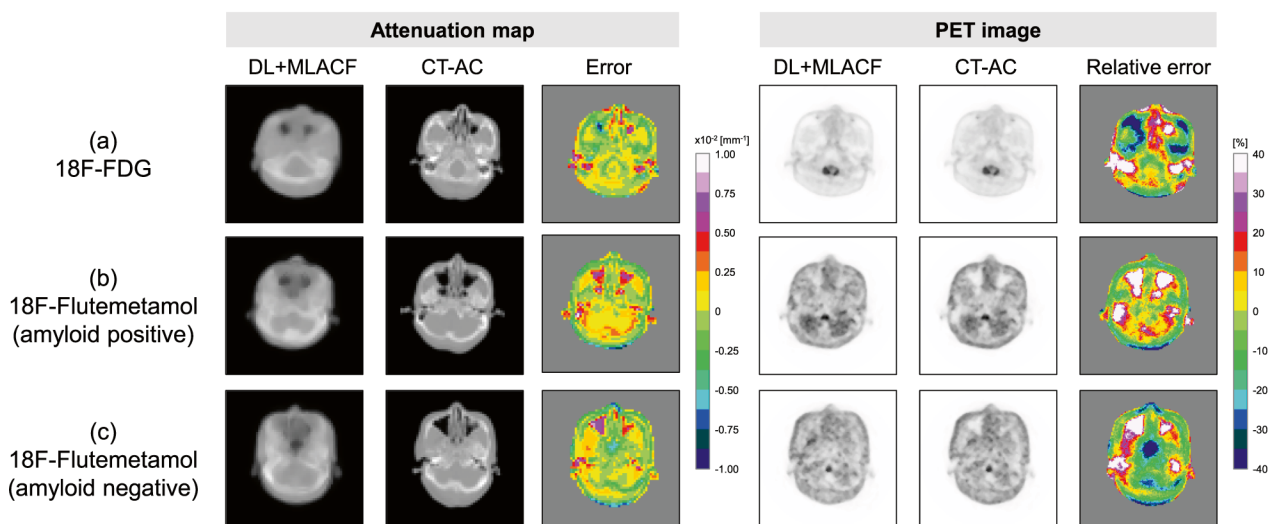 Attenuation map
PET image
DL+MLACF
CT-AC
Error
DL+MLACF
CT-AC
Relative error
(a)
18F-FDG
(b)
18F-Flutemetamol
(amyloid positive)
(c)
18F-Flutemetamol
(amyloid negative)
x10-2 [mm-1]
1.00
0.75
0.50
0.25
0
-0.25
-0.50
-0.75
-1.00
[%]
40
30
20
10
0
-10
-20
-30
-40